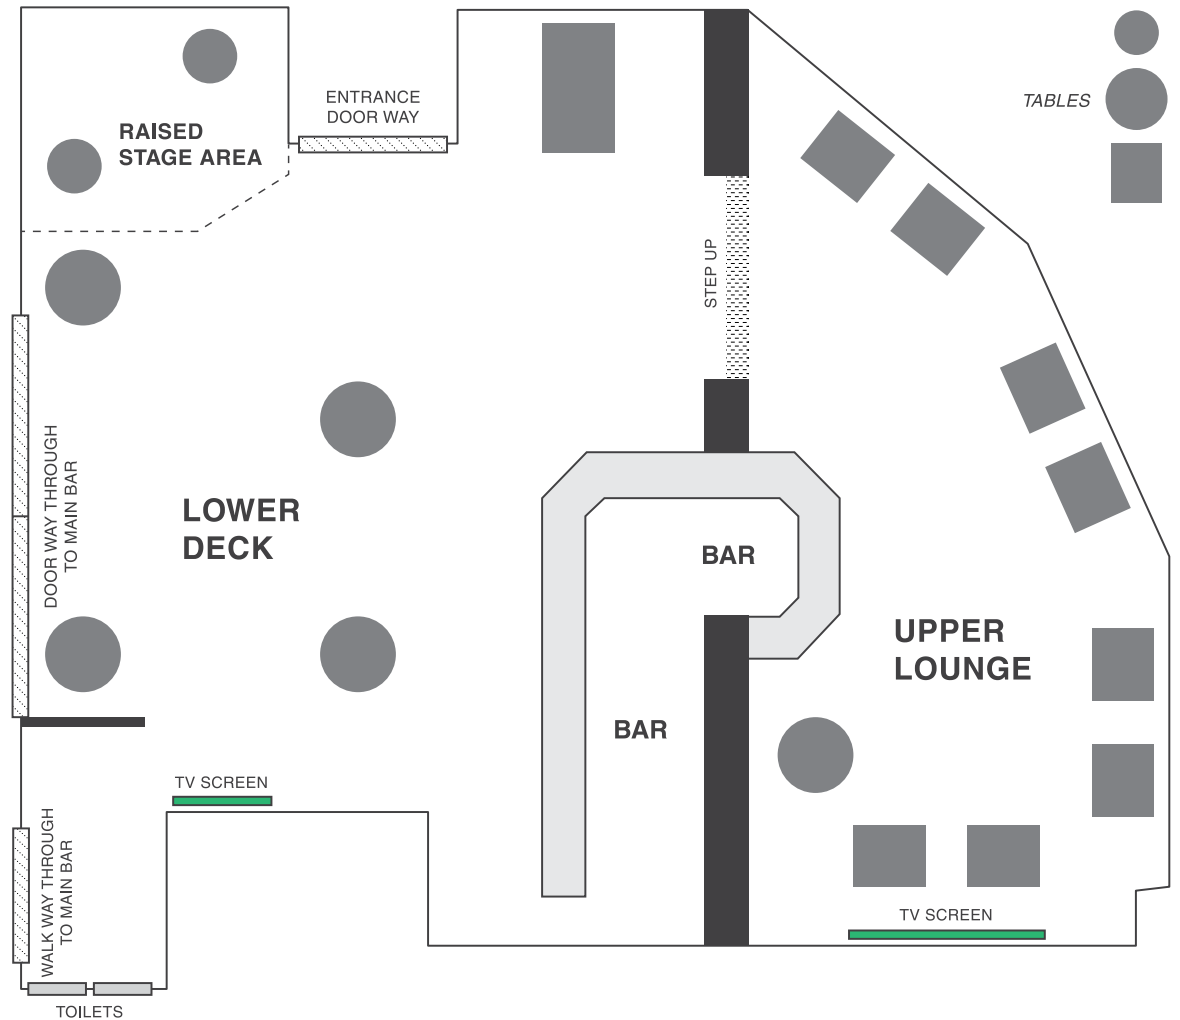 ENTRANCE
DOOR WAY
TABLES
RAISED
STAGE AREA
STEP UP
DOOR WAY THROUGH
TO MAIN BAR
LOWER
DECK
BAR
UPPER
LOUNGE
BAR
TV SCREEN
WALK WAY THROUGH
TO MAIN BAR
TV SCREEN
TOILETS